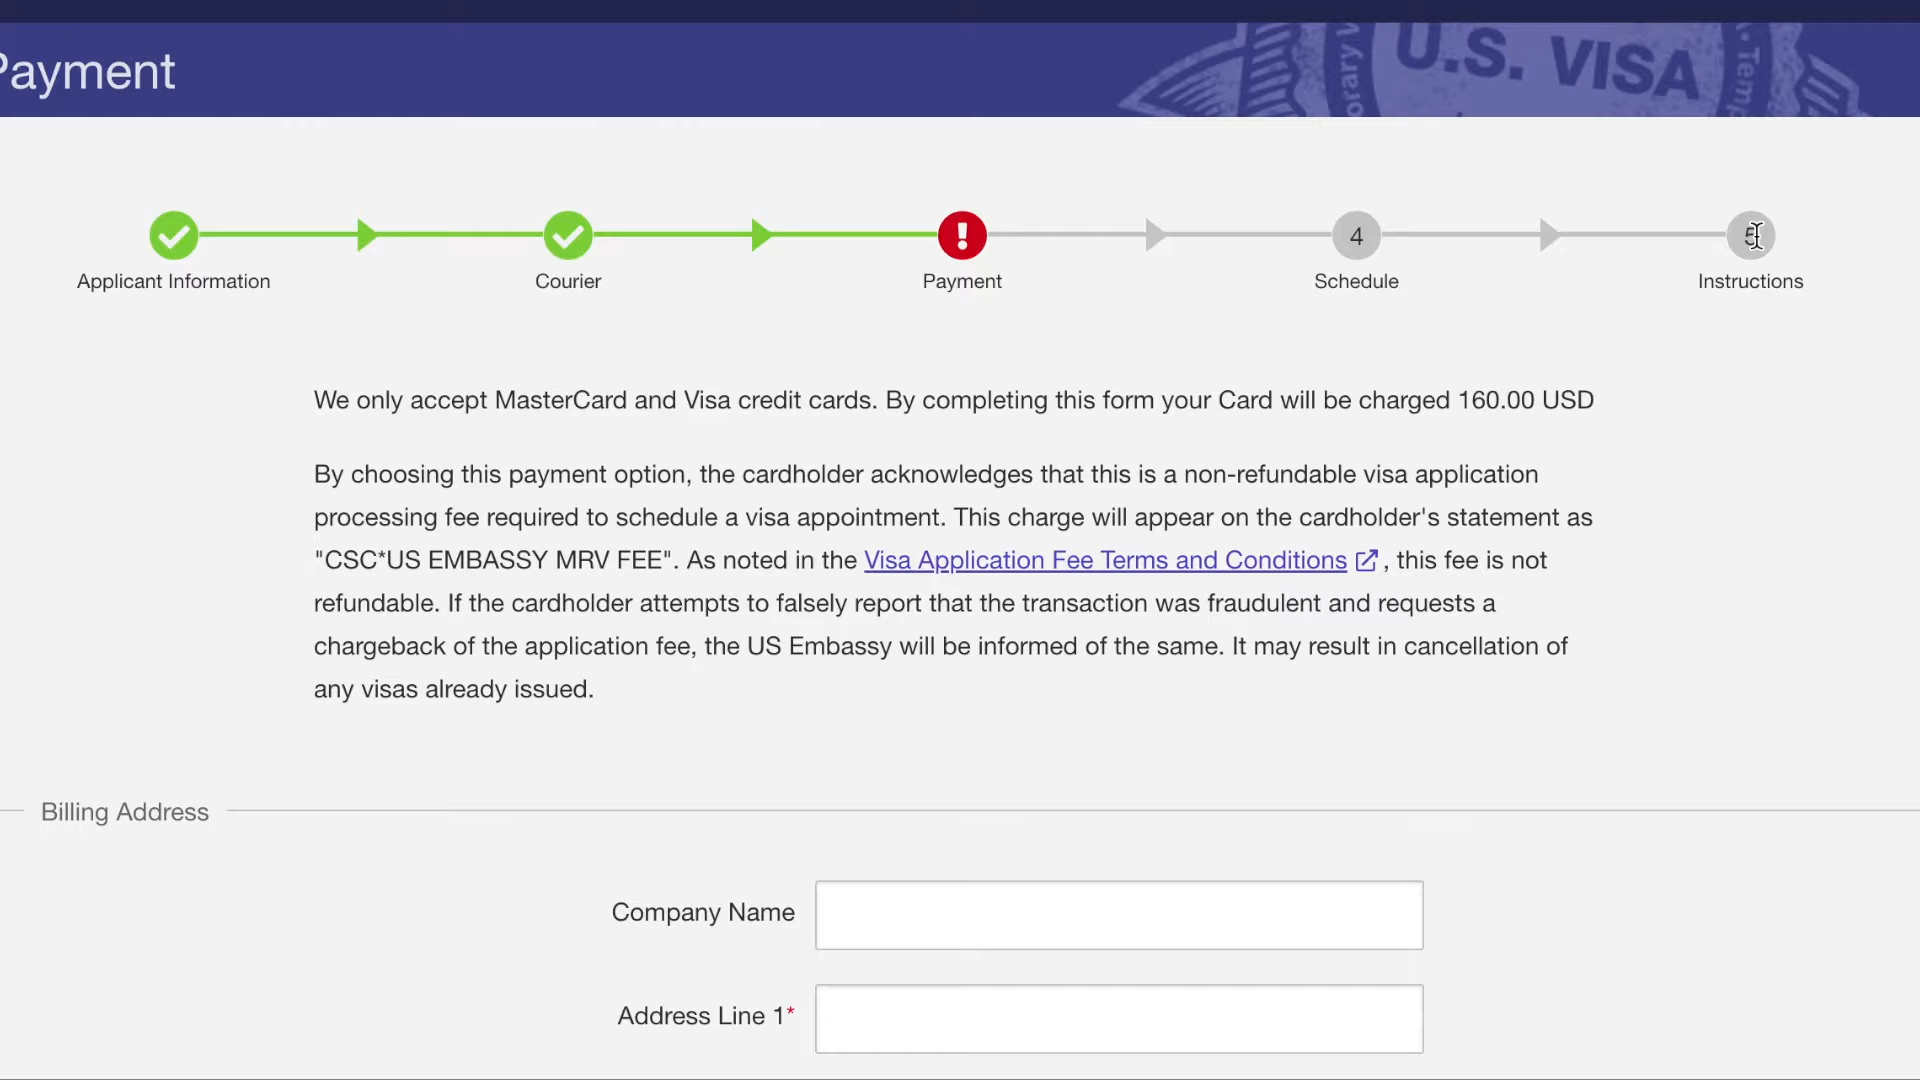 Payment
U.S. VISA
4
5
Applicant Information
Courier
Payment
Schedule
Instructions
We only accept MasterCard and Visa credit cards. By completing this form your Card will be charged 160.00 USD
By choosing this payment option, the cardholder acknowledges that this is a non-refundable visa application
processing fee required to schedule a visa appointment. This charge will appear on the cardholder's statement as
"CSC*US EMBASSY MRV FEE". As noted in the Visa Application Fee Terms and Conditions , this fee is not
refundable. If the cardholder attempts to falsely report that the transaction was fraudulent and requests a
chargeback of the application fee, the US Embassy will be informed of the same. It may result in cancellation of
any visas already issued.
Billing Address
Company Name
Address Line 1*